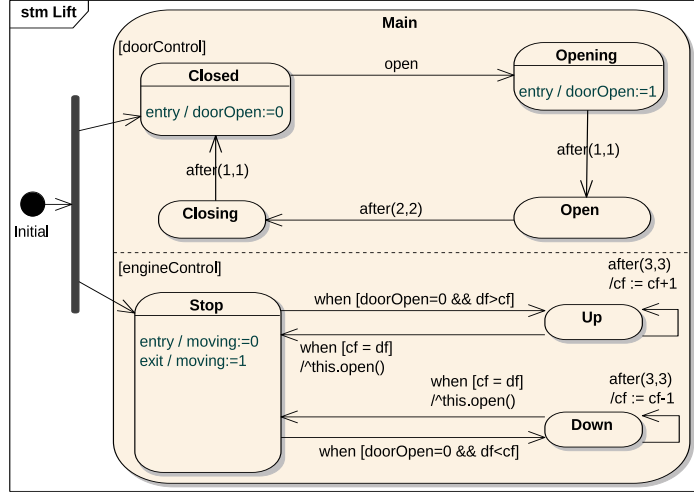 stm Lift
Main
[doorControl]
Closed
entry / doorOpen:=0
open
Opening
entry / doorOpen:=1
after(1,1)
after(1,1)
Closing
after(2,2)
Open
Initial
[engineControl]
Stop
entry / moving:=0
exit / moving:=1
when [doorOpen=0 && df>cf]
after(3,3)
/cf := cf+1
Up
when [cf = df]
/^this.open()
when [cf = df]
/^this.open()
after(3,3)
/cf := cf-1
Down
when [doorOpen=0 && df<cf]